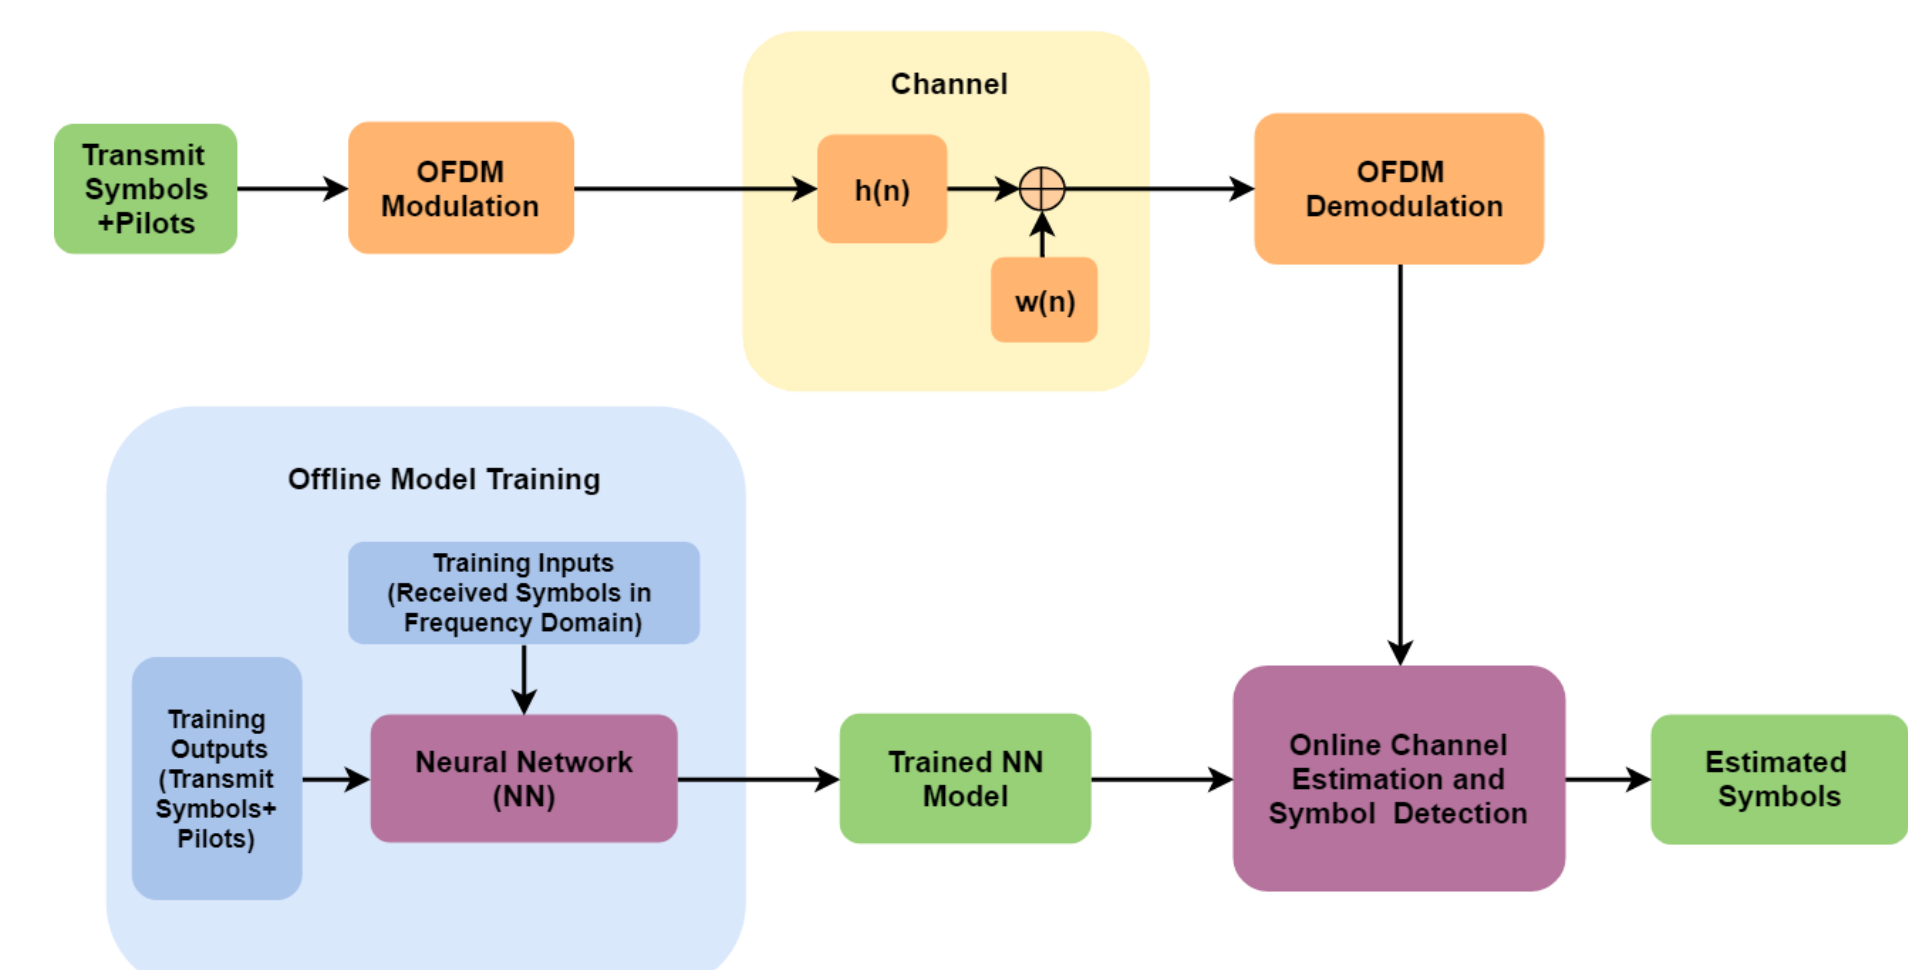 Channel
Transmit
Symbols
+Pilots
OFDM
Modulation
h(n)
w(n)
OFDM
Demodulation
Offline Model Training
Training Inputs
(Received Symbols in
Frequency Domain)
Training
Outputs
(Transmit
Symbols+
Pilots)
Neural Network
(NN)
Trained NN
Model
Online Channel
Estimation and
Symbol Detection
Estimated
Symbols